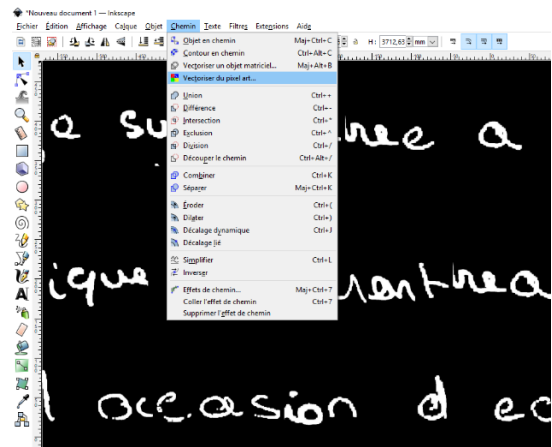 *Nouveau document 1 — Inkscape
Fichier Édition Affichage Calque Objet Chemin Texte Filtres Extensions Aide
H: 3712,63 mm
Objet en chemin Maj+Ctrl+C
Contour en chemin Ctrl+Alt+C
Vectoriser un objet matriciel... Maj+Alt+B
Vectoriser du pixel art...
Union Ctrl++
Différence Ctrl+-
Intersection Ctrl+*
Exclusion Ctrl+^
Division Ctrl+/
Découper le chemin Ctrl+Alt+/
Combiner Ctrl+K
Séparer Maj+Ctrl+K
Éroder Ctrl+(
Dilater Ctrl+)
Décalage dynamique Ctrl+J
Décalage lié
Simplifier Ctrl+L
Inverser
Effets de chemin... Maj+Ctrl+7
Coller l'effet de chemin Ctrl+7
Supprimer l'effet de chemin
a
ique
l occasion d ec